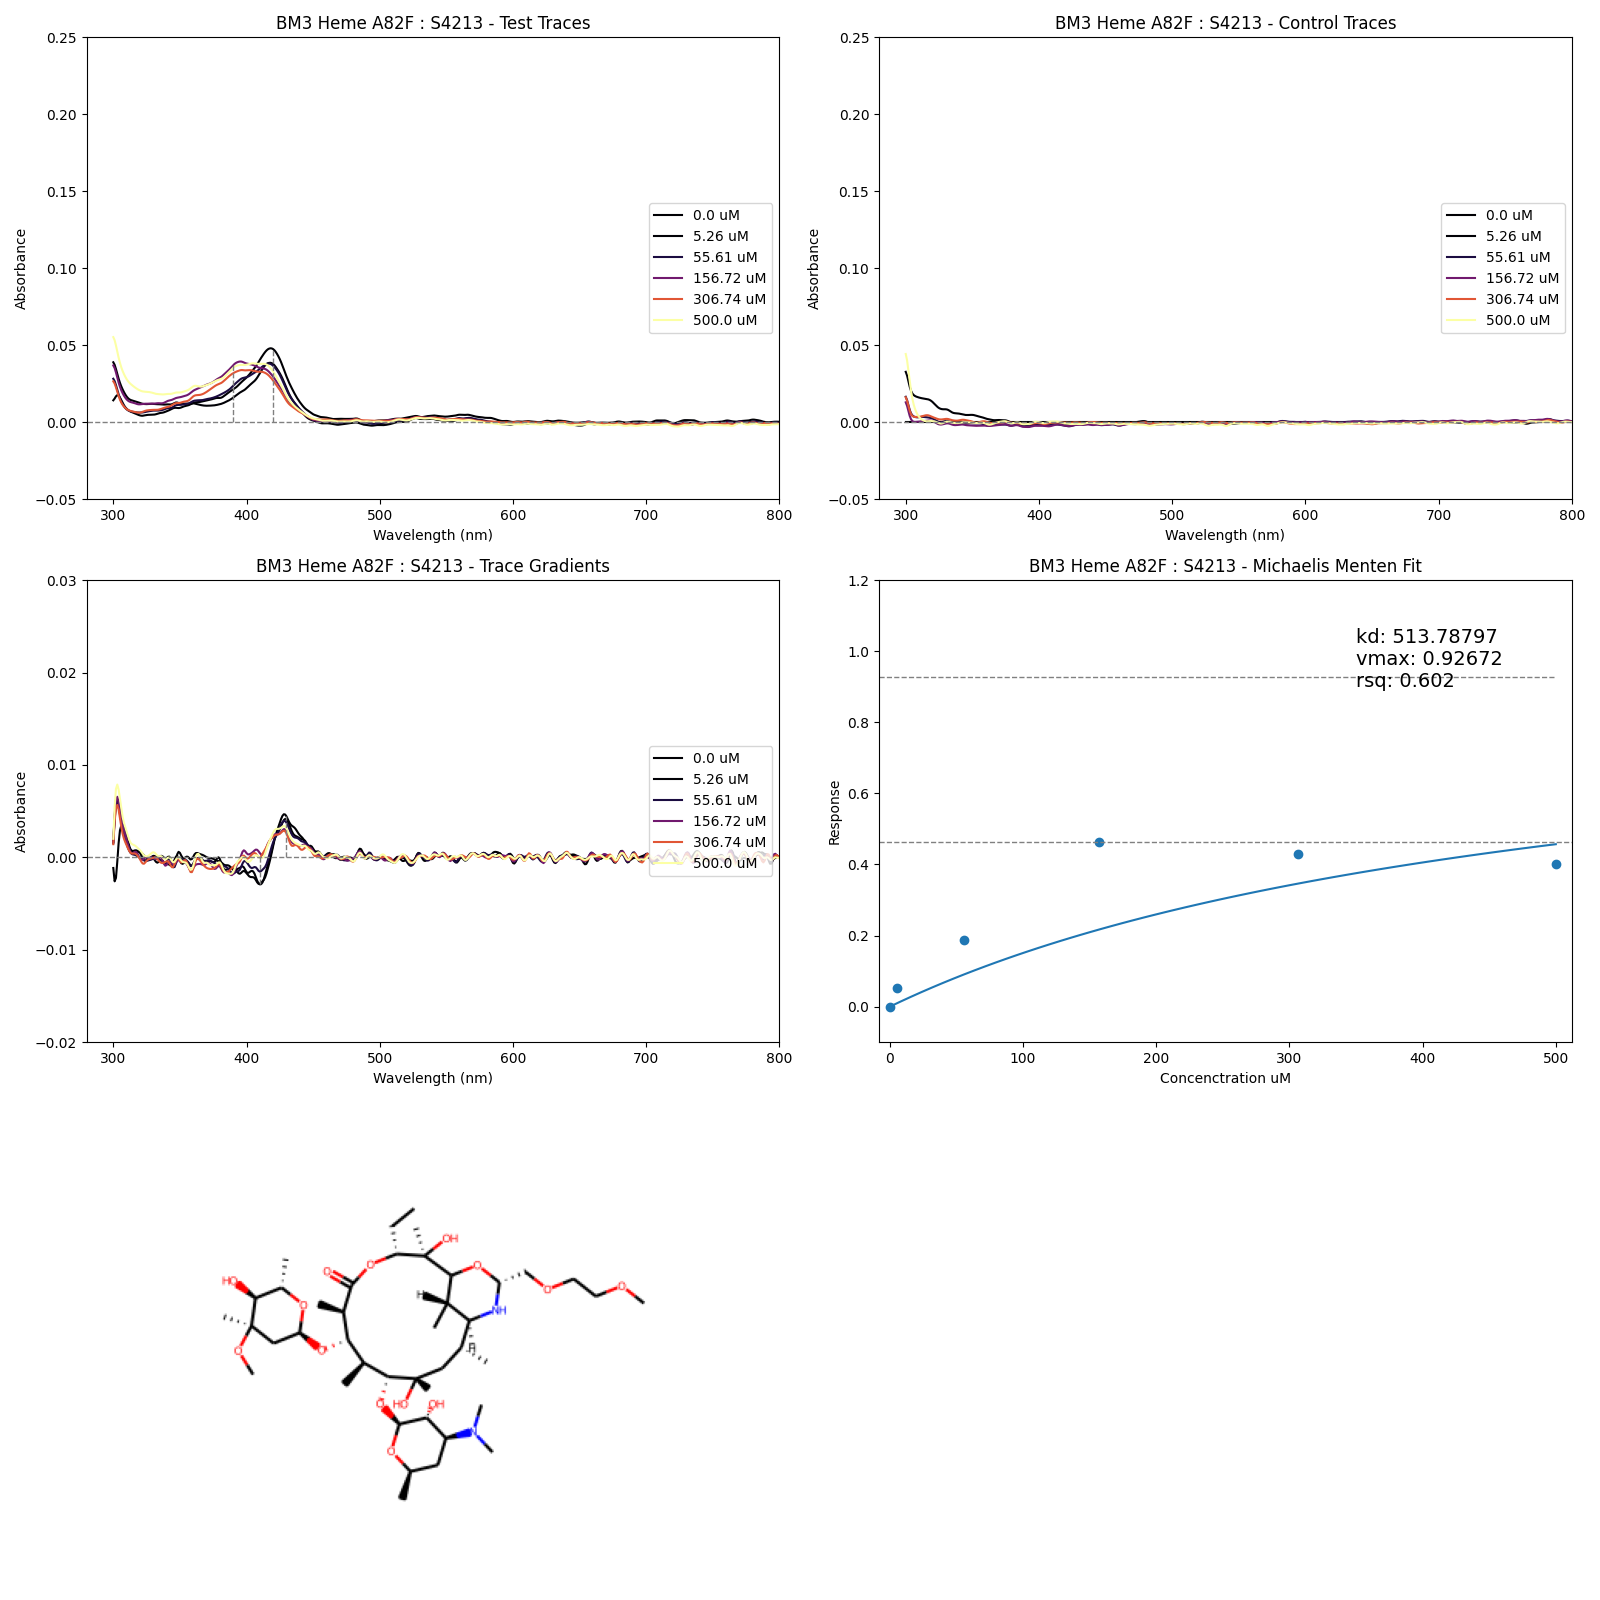 BM3 Heme A82F : S4213 - Test Traces
Absorbance
0.25
0.20
0.15
0.10
0.05
0.00
−0.05
300 400 500 600 700 800
Wavelength (nm)
0.0 uM
5.26 uM
55.61 uM
156.72 uM
306.74 uM
500.0 uM
BM3 Heme A82F : S4213 - Control Traces
Absorbance
0.25
0.20
0.15
0.10
0.05
0.00
−0.05
300 400 500 600 700 800
Wavelength (nm)
0.0 uM
5.26 uM
55.61 uM
156.72 uM
306.74 uM
500.0 uM
BM3 Heme A82F : S4213 - Trace Gradients
Absorbance
0.03
0.02
0.01
0.00
−0.01
−0.02
300 400 500 600 700 800
Wavelength (nm)
0.0 uM
5.26 uM
55.61 uM
156.72 uM
306.74 uM
500.0 uM
BM3 Heme A82F : S4213 - Michaelis Menten Fit
Response
1.2
1.0
0.8
0.6
0.4
0.2
0.0
0 100 200 300 400 500
Concenctration uM
kd: 513.78797
vmax: 0.92672
rsq: 0.602
OH
O
O
O
HO
O
H
NH
O
O
O
O
O
H
O
HO
OH
N
O